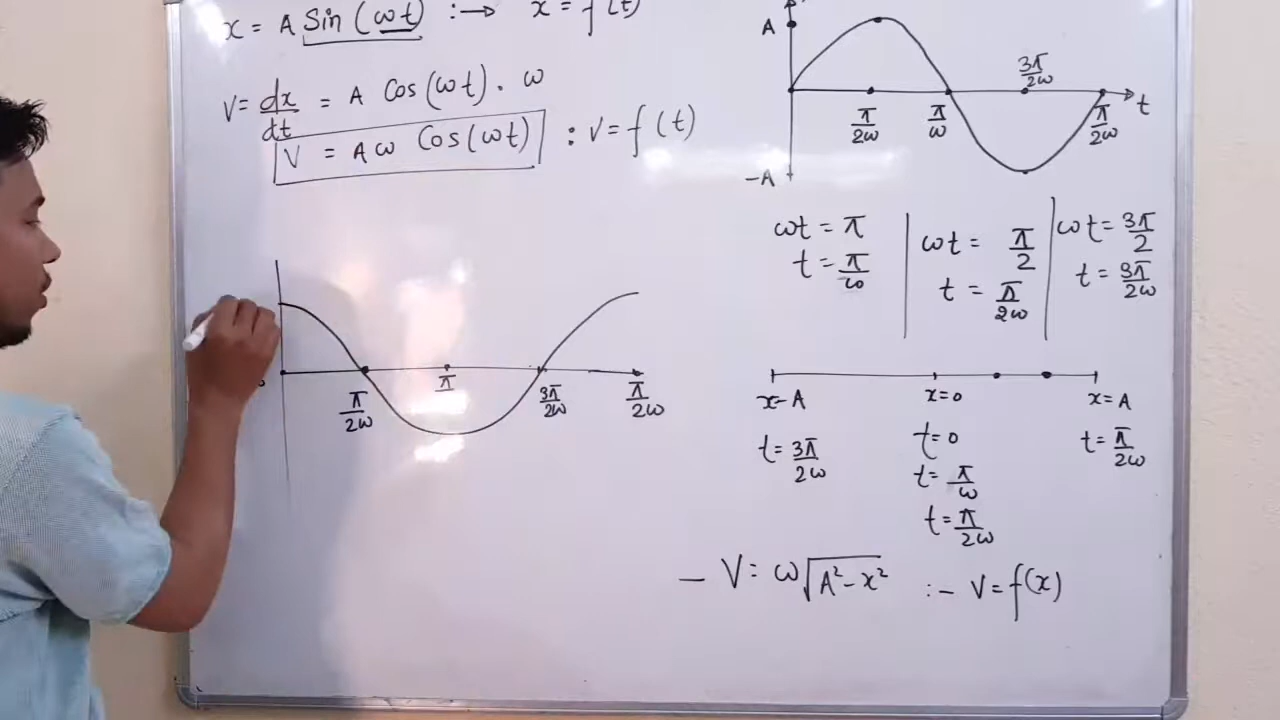 x = A Sin (ωt) :→ x = f(t)
V = dx/dt = A Cos(ωt) . ω
V = Aω Cos(ωt) : V = f(t)
A
3π/2ω
t
π/2ω π/ω π/2ω
-A
ωt = π
t = π/ω
ωt = π/2
t = π/2ω
ωt = 3π/2
t = 3π/2ω
π/2ω π 3π/2ω π/2ω
x-A x=0 x=A
t = 3π/2ω t=0 t = π/2ω
t = π/ω
t = π/2ω
- V = ω√A²-x² :- V = f(x)